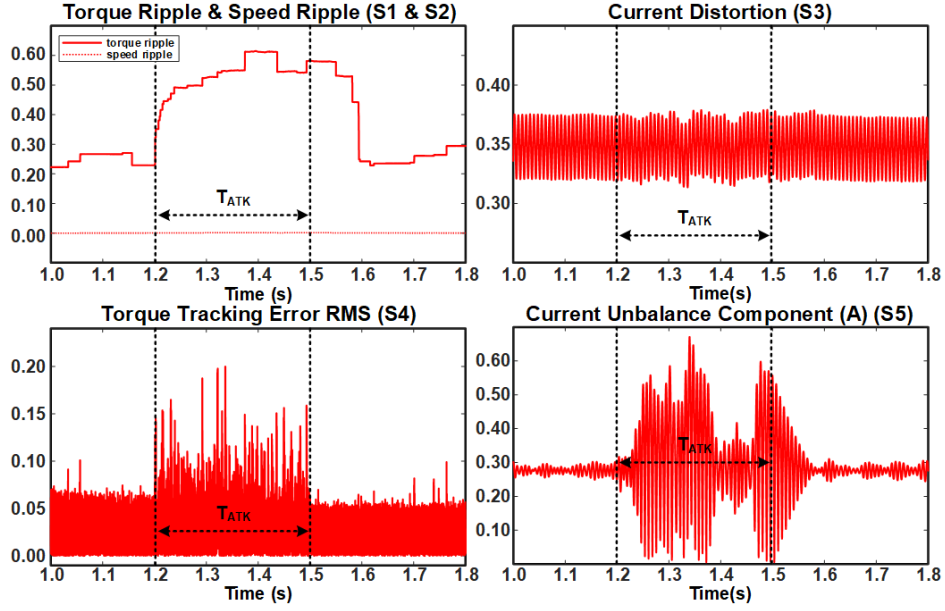 Torque Ripple & Speed Ripple (S1 & S2)
torque ripple
speed ripple
0.60
0.50
0.40
0.30
0.20
0.10
0.00
TATK
1.0 1.1 1.2 1.3 1.4 1.5 1.6 1.7 1.8
Time (s)
Current Distortion (S3)
0.40
0.35
0.30
TATK
1.0 1.1 1.2 1.3 1.4 1.5 1.6 1.7 1.8
Time(s)
Torque Tracking Error RMS (S4)
0.20
0.15
0.10
0.05
0.00
TATK
1.0 1.1 1.2 1.3 1.4 1.5 1.6 1.7 1.8
Time (s)
Current Unbalance Component (A) (S5)
0.60
0.50
0.40
0.30
0.20
0.10
TATK
1.0 1.1 1.2 1.3 1.4 1.5 1.6 1.7 1.8
Time(s)